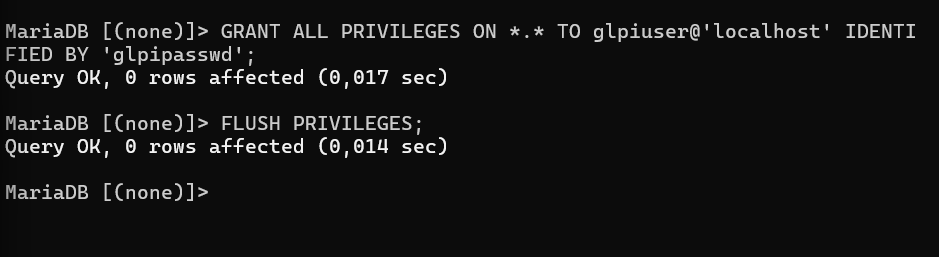 MariaDB [(none)]> GRANT ALL PRIVILEGES ON *.* TO glpiuser@'localhost' IDENTI
FIED BY 'glpipasswd';
Query OK, 0 rows affected (0,017 sec)
MariaDB [(none)]> FLUSH PRIVILEGES;
Query OK, 0 rows affected (0,014 sec)
MariaDB [(none)]>